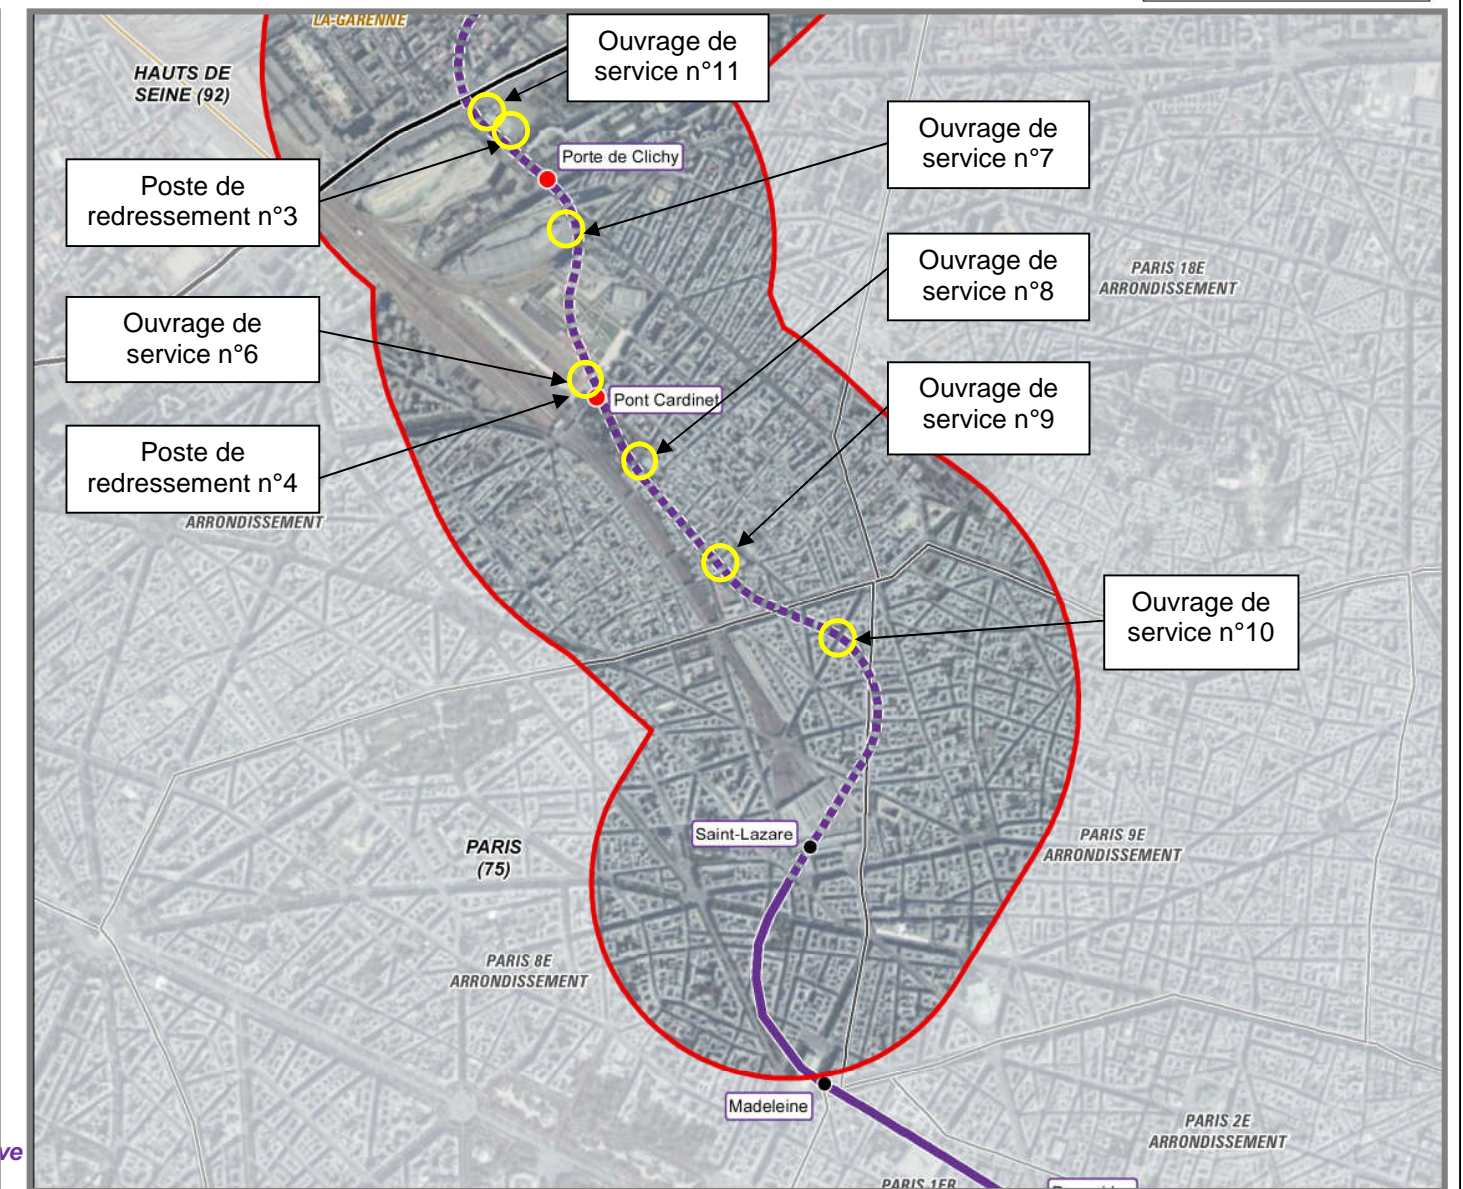 LA-GARENNE
HAUTS DE
SEINE (92)
Ouvrage de
service n°11
Ouvrage de
service n°7
Porte de Clichy
Poste de
redressement n°3
Ouvrage de
service n°8
PARIS 18E
ARRONDISSEMENT
Ouvrage de
service n°6
Ouvrage de
service n°9
Pont Cardinet
Poste de
redressement n°4
ARRONDISSEMENT
Ouvrage de
service n°10
Saint-Lazare
PARIS
(75)
PARIS 9E
ARRONDISSEMENT
PARIS 8E
ARRONDISSEMENT
Madeleine
PARIS 2E
ARRONDISSEMENT
ve
PARIS 1ER